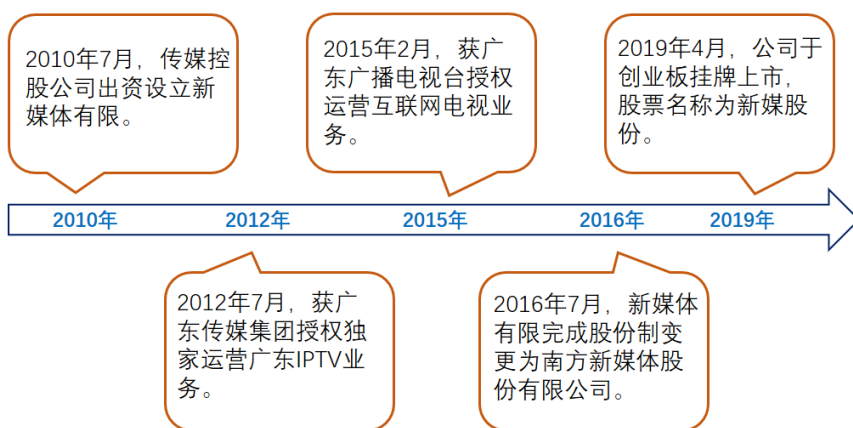 2010年7月，传媒控
股公司出资设立新
媒体有限。
2015年2月，获广
东广播电视台授权
运营互联网电视业
务。
2019年4月，公司于
创业板挂牌上市，
股票名称为新媒股
份。
2010年
2012年
2015年
2016年
2019年
2012年7月，获广
东传媒集团授权独
家运营广东IPTV业
务。
2016年7月，新媒体
有限完成股份制变
更为南方新媒体股
份有限公司。